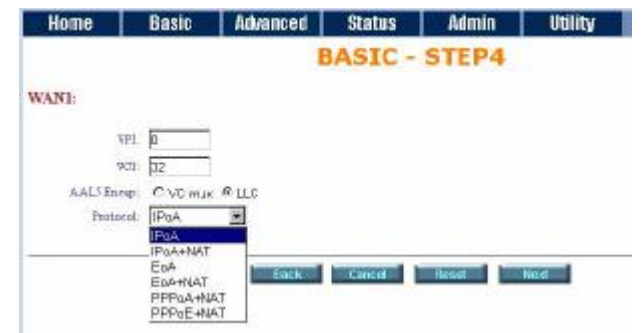 Home Basic Advanced Status Admin Utility
BASIC - STEP4
WAN1:
VPI: 0
VCI: 32
AAL5 Encap: VC mux LLC
Protocol: IPoA
IPoA
IPoA+NAT
EoA
EoA+NAT
PPPoA+NAT
PPPoE+NAT
Back Cancel Reset Next